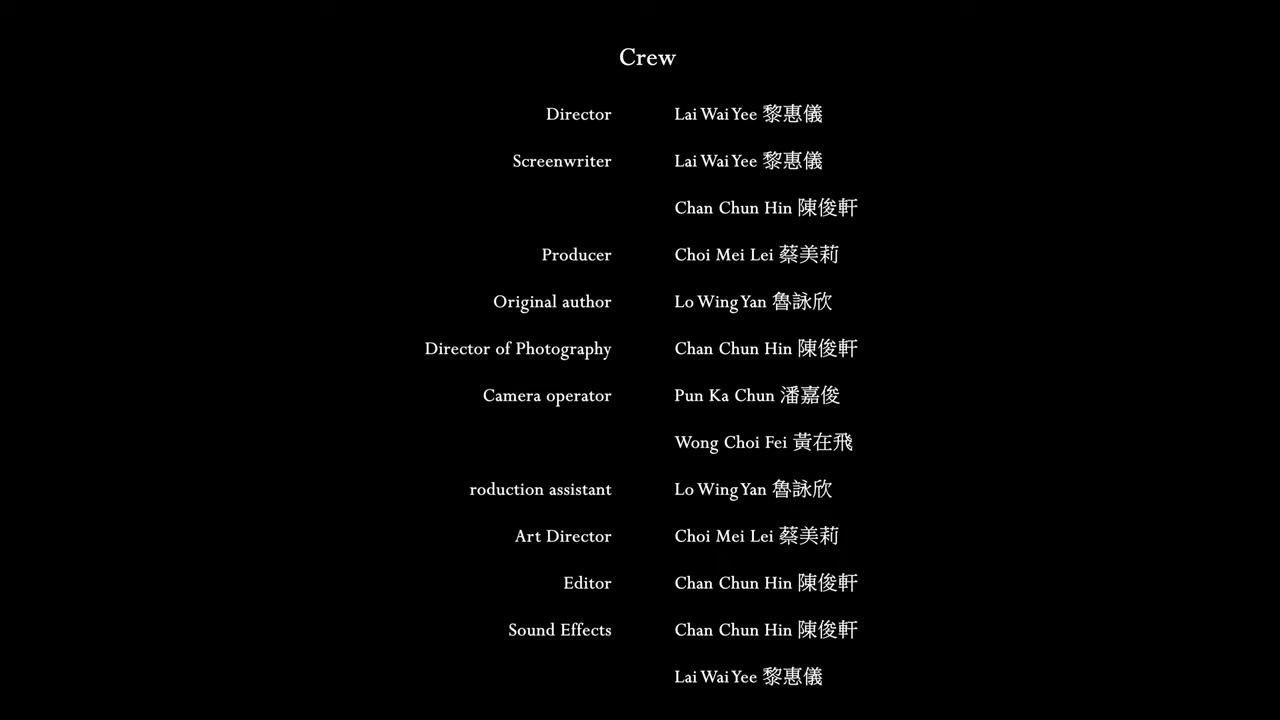 Crew
Director Lai Wai Yee 黎惠儀
Screenwriter Lai Wai Yee 黎惠儀
Chan Chun Hin 陳俊軒
Producer Choi Mei Lei 蔡美莉
Original author Lo Wing Yan 魯詠欣
Director of Photography Chan Chun Hin 陳俊軒
Camera operator Pun Ka Chun 潘嘉俊
Wong Choi Fei 黃在飛
roduction assistant Lo Wing Yan 魯詠欣
Art Director Choi Mei Lei 蔡美莉
Editor Chan Chun Hin 陳俊軒
Sound Effects Chan Chun Hin 陳俊軒
Lai Wai Yee 黎惠儀